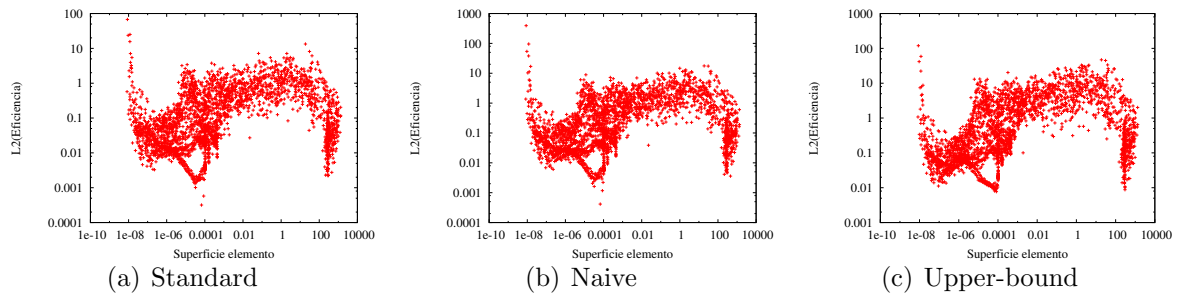 100
10
1
0.1
0.01
0.001
0.0001
L2(Eficiencia)
1e-10 1e-08 1e-06 0.0001 0.01 1 100 10000
Superficie elemento
(a) Standard
1000
100
10
1
0.1
0.01
0.001
0.0001
L2(Eficiencia)
1e-10 1e-08 1e-06 0.0001 0.01 1 100 10000
Superficie elemento
(b) Naive
1000
100
10
1
0.1
0.01
0.001
L2(Eficiencia)
1e-10 1e-08 1e-06 0.0001 0.01 1 100 10000
Superficie elemento
(c) Upper-bound